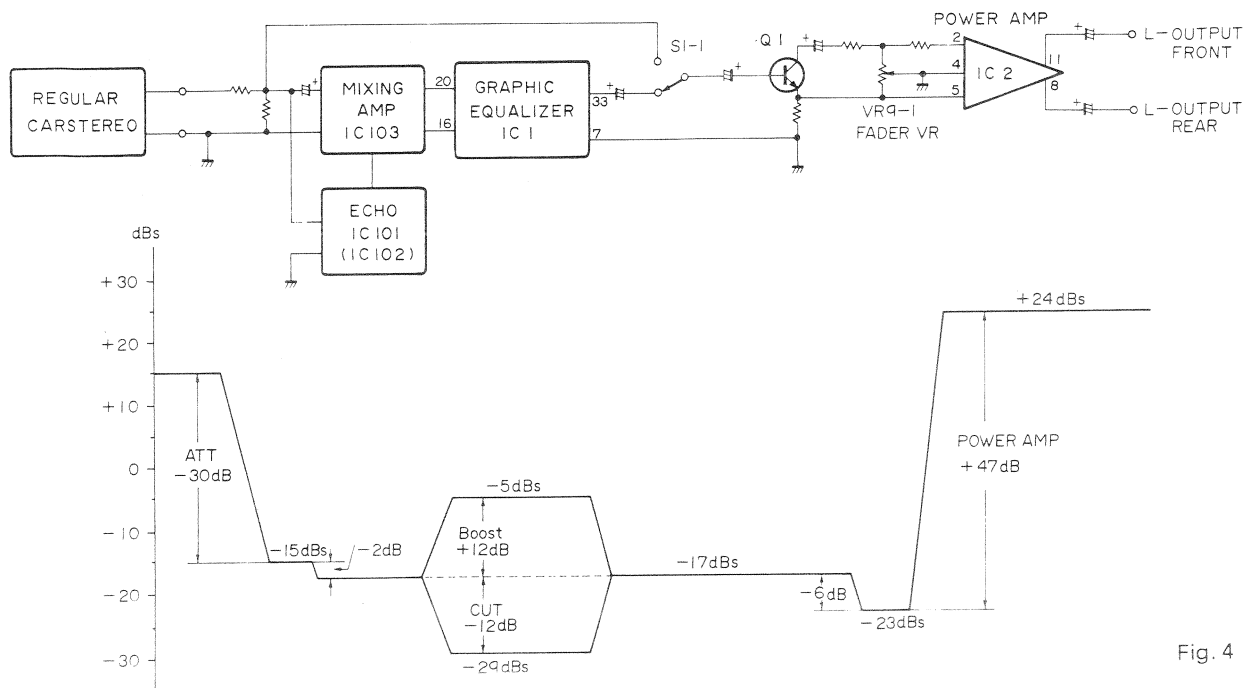 POWER AMP
REGULAR
CARSTEREO
+
MIXING
AMP
IC103
20
16
GRAPHIC
EQUALIZER
IC1
33
7
+
S1-1
+
Q1
+
2
4
5
IC2
11
8
VR9-1
FADER VR
+
L-OUTPUT
FRONT
+
L-OUTPUT
REAR
ECHO
IC101
(IC102)
dBs
+30
+20
+10
0
-10
-20
-30
ATT
-30dB
-15dBs
-2dB
-5dBs
Boost
+12dB
CUT
-12dB
-29dBs
-17dBs
-6dB
-23dBs
+24dBs
POWER AMP
+47dB
Fig. 4